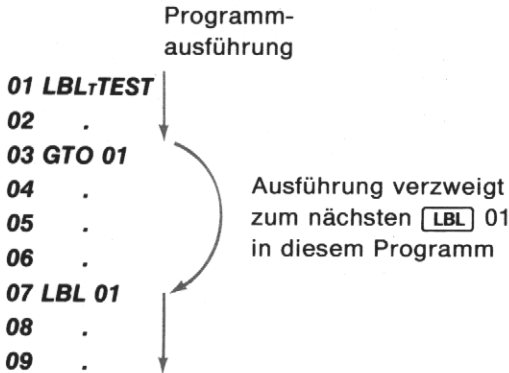 Programm-
ausführung
01 LBLTTEST
02 .
03 GTO 01
04 .
05 .
06 .
07 LBL 01
08 .
09 .
Ausführung verzweigt
zum nächsten LBL 01
in diesem Programm